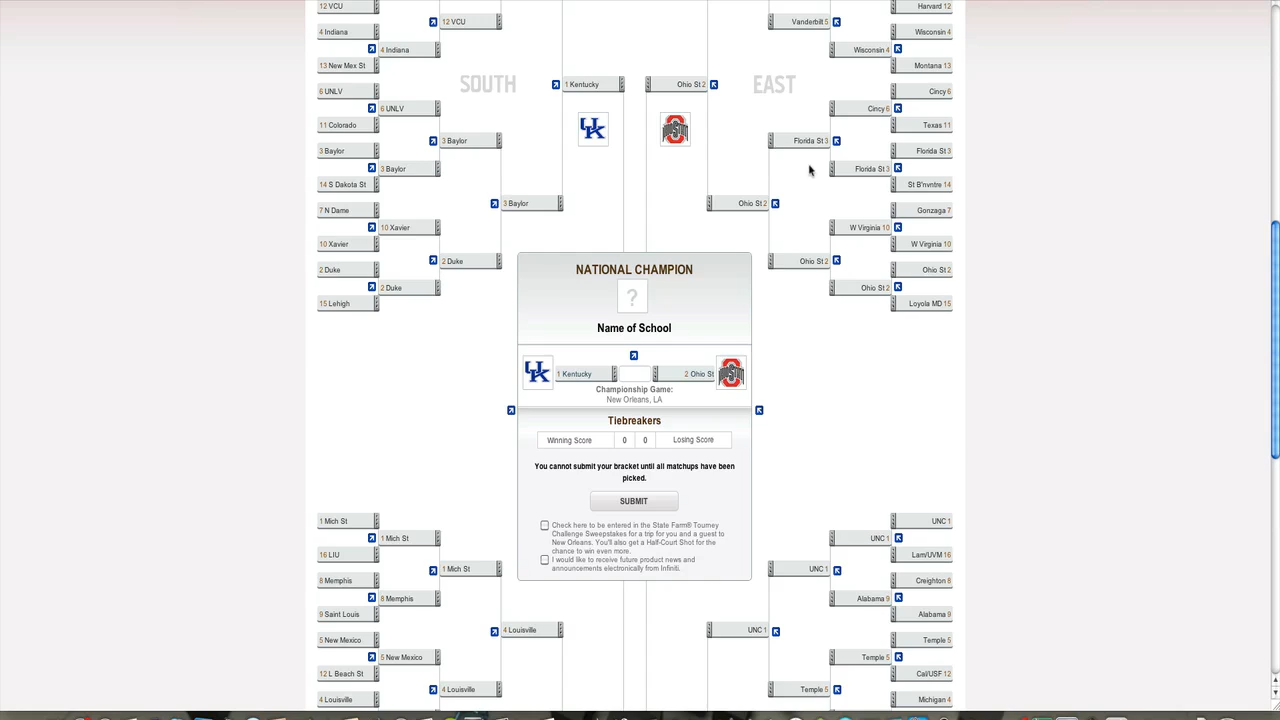 12 VCU
4 Indiana
13 New Mex St
6 UNLV
11 Colorado
3 Baylor
14 S Dakota St
7 N Dame
10 Xavier
2 Duke
15 Lehigh
4 Indiana
6 UNLV
3 Baylor
10 Xavier
2 Duke
12 VCU
3 Baylor
2 Duke
3 Baylor
SOUTH
1 Kentucky
UK
Ohio St 2
OHIO STATE
EAST
Ohio St 2
Vanderbilt 5
Florida St 3
Ohio St 2
Wisconsin 4
Cincy 6
Florida St 3
W Virginia 10
Ohio St 2
Harvard 12
Wisconsin 4
Montana 13
Cincy 6
Texas 11
Florida St 3
St B'nvntre 14
Gonzaga 7
W Virginia 10
Ohio St 2
Loyola MD 15
NATIONAL CHAMPION
?
Name of School
UK
1 Kentucky
2 Ohio St
OHIO STATE
Championship Game:
New Orleans, LA
Tiebreakers
Winning Score 0 0 Losing Score
You cannot submit your bracket until all matchups have been
picked.
SUBMIT
Check here to be entered in the State Farm® Tourney
Challenge Sweepstakes for a trip for you and a guest to
New Orleans. You'll also get a Half-Court Shot for the
chance to win even more.
I would like to receive future product news and
announcements electronically from Infiniti.
1 Mich St
16 LIU
8 Memphis
9 Saint Louis
5 New Mexico
12 L Beach St
4 Louisville
1 Mich St
8 Memphis
5 New Mexico
1 Mich St
4 Louisville
4 Louisville
UNC 1
UNC 1
Temple 5
UNC 1
Alabama 9
Temple 5
UNC 1
Lam/UVM 16
Creighton 8
Alabama 9
Temple 5
Cal/USF 12
Michigan 4